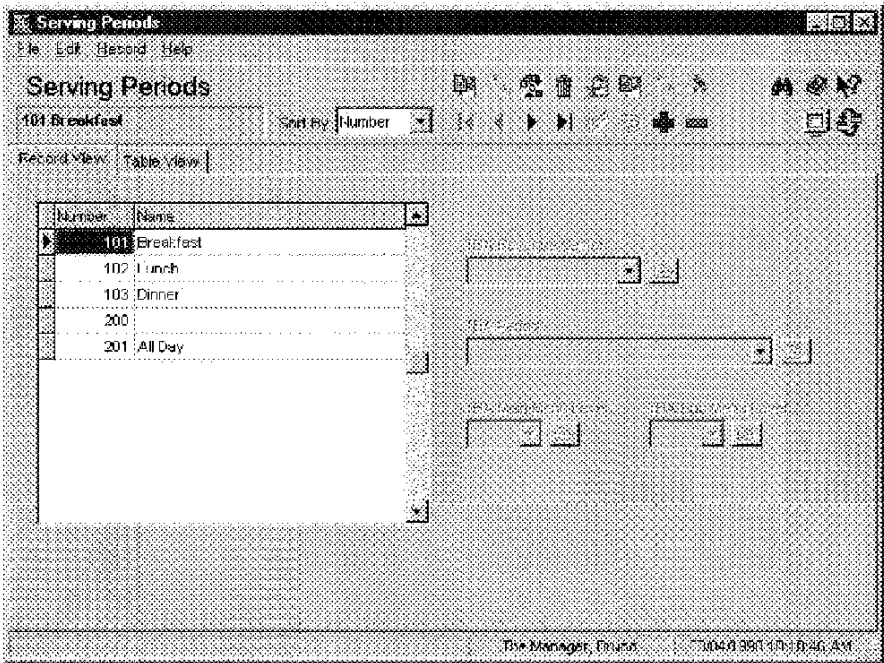 Serving Periods
File Edit Record Help
Serving Periods
101 Breakfast
Sort By Number
Record View Table View
Number Name
101 Breakfast
102 Lunch
103 Dinner
200
201 All Day
The Manager,